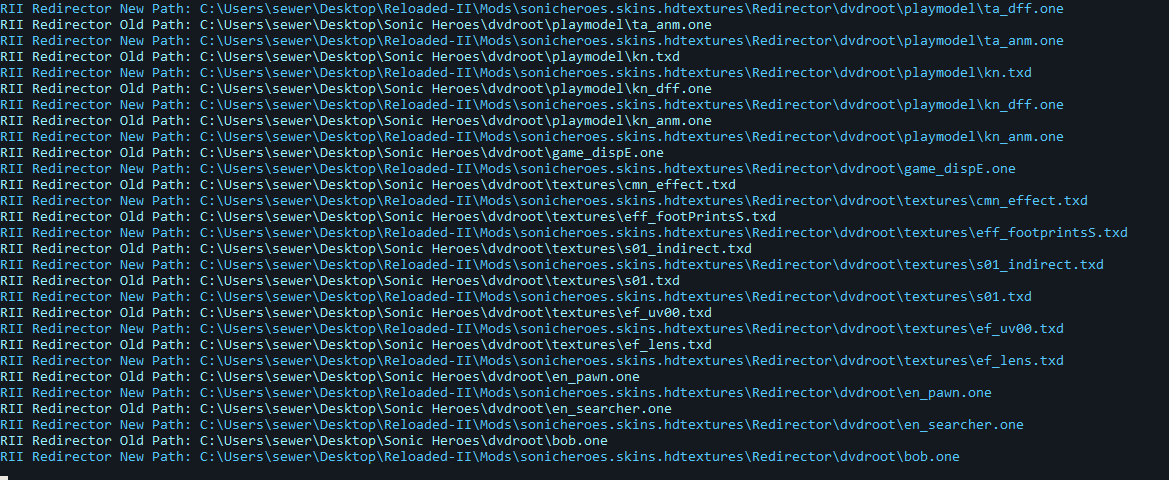 RII Redirector New Path: C:\Users\sewer\Desktop\Reloaded-II\Mods\sonicheroes.skins.hdtextures\Redirector\dvdroot\playmodel\ta_dff.one
RII Redirector Old Path: C:\Users\sewer\Desktop\Sonic Heroes\dvdroot\playmodel\ta_anm.one
RII Redirector New Path: C:\Users\sewer\Desktop\Reloaded-II\Mods\sonicheroes.skins.hdtextures\Redirector\dvdroot\playmodel\ta_anm.one
RII Redirector Old Path: C:\Users\sewer\Desktop\Sonic Heroes\dvdroot\playmodel\kn.txd
RII Redirector New Path: C:\Users\sewer\Desktop\Reloaded-II\Mods\sonicheroes.skins.hdtextures\Redirector\dvdroot\playmodel\kn.txd
RII Redirector Old Path: C:\Users\sewer\Desktop\Sonic Heroes\dvdroot\playmodel\kn_dff.one
RII Redirector New Path: C:\Users\sewer\Desktop\Reloaded-II\Mods\sonicheroes.skins.hdtextures\Redirector\dvdroot\playmodel\kn_dff.one
RII Redirector Old Path: C:\Users\sewer\Desktop\Sonic Heroes\dvdroot\playmodel\kn_anm.one
RII Redirector New Path: C:\Users\sewer\Desktop\Reloaded-II\Mods\sonicheroes.skins.hdtextures\Redirector\dvdroot\playmodel\kn_anm.one
RII Redirector Old Path: C:\Users\sewer\Desktop\Sonic Heroes\dvdroot\game_dispE.one
RII Redirector New Path: C:\Users\sewer\Desktop\Reloaded-II\Mods\sonicheroes.skins.hdtextures\Redirector\dvdroot\game_dispE.one
RII Redirector Old Path: C:\Users\sewer\Desktop\Sonic Heroes\dvdroot\textures\cmn_effect.txd
RII Redirector New Path: C:\Users\sewer\Desktop\Reloaded-II\Mods\sonicheroes.skins.hdtextures\Redirector\dvdroot\textures\cmn_effect.txd
RII Redirector Old Path: C:\Users\sewer\Desktop\Sonic Heroes\dvdroot\textures\eff_footPrintsS.txd
RII Redirector New Path: C:\Users\sewer\Desktop\Reloaded-II\Mods\sonicheroes.skins.hdtextures\Redirector\dvdroot\textures\eff_footprintsS.txd
RII Redirector Old Path: C:\Users\sewer\Desktop\Sonic Heroes\dvdroot\textures\s01_indirect.txd
RII Redirector New Path: C:\Users\sewer\Desktop\Reloaded-II\Mods\sonicheroes.skins.hdtextures\Redirector\dvdroot\textures\s01_indirect.txd
RII Redirector Old Path: C:\Users\sewer\Desktop\Sonic Heroes\dvdroot\textures\s01.txd
RII Redirector New Path: C:\Users\sewer\Desktop\Reloaded-II\Mods\sonicheroes.skins.hdtextures\Redirector\dvdroot\textures\s01.txd
RII Redirector Old Path: C:\Users\sewer\Desktop\Sonic Heroes\dvdroot\textures\ef_uv00.txd
RII Redirector New Path: C:\Users\sewer\Desktop\Reloaded-II\Mods\sonicheroes.skins.hdtextures\Redirector\dvdroot\textures\ef_uv00.txd
RII Redirector Old Path: C:\Users\sewer\Desktop\Sonic Heroes\dvdroot\textures\ef_lens.txd
RII Redirector New Path: C:\Users\sewer\Desktop\Reloaded-II\Mods\sonicheroes.skins.hdtextures\Redirector\dvdroot\textures\ef_lens.txd
RII Redirector Old Path: C:\Users\sewer\Desktop\Sonic Heroes\dvdroot\en_pawn.one
RII Redirector New Path: C:\Users\sewer\Desktop\Reloaded-II\Mods\sonicheroes.skins.hdtextures\Redirector\dvdroot\en_pawn.one
RII Redirector Old Path: C:\Users\sewer\Desktop\Sonic Heroes\dvdroot\en_searcher.one
RII Redirector New Path: C:\Users\sewer\Desktop\Reloaded-II\Mods\sonicheroes.skins.hdtextures\Redirector\dvdroot\en_searcher.one
RII Redirector Old Path: C:\Users\sewer\Desktop\Sonic Heroes\dvdroot\bob.one
RII Redirector New Path: C:\Users\sewer\Desktop\Reloaded-II\Mods\sonicheroes.skins.hdtextures\Redirector\dvdroot\bob.one